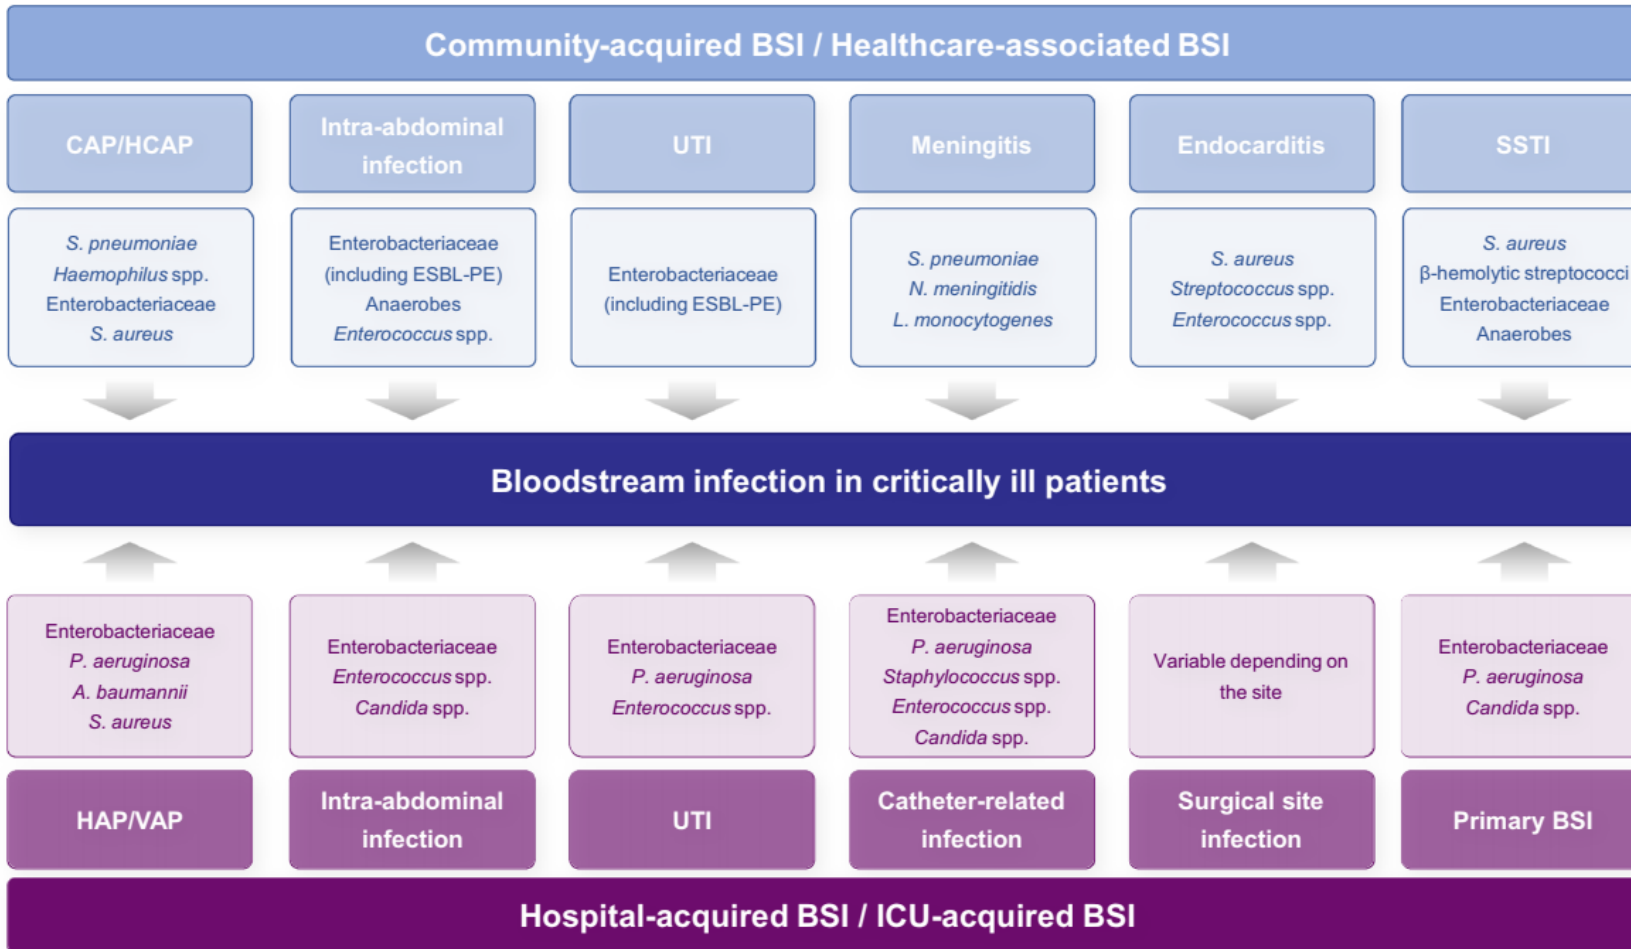 Community-acquired BSI / Healthcare-associated BSI
CAP/HCAP
Intra-abdominal
infection
UTI
Meningitis
Endocarditis
SSTI
S. pneumoniae
Haemophilus spp.
Enterobacteriaceae
S. aureus
Enterobacteriaceae
(including ESBL-PE)
Anaerobes
Enterococcus spp.
Enterobacteriaceae
(including ESBL-PE)
S. pneumoniae
N. meningitidis
L. monocytogenes
S. aureus
Streptococcus spp.
Enterococcus spp.
S. aureus
β-hemolytic streptococci
Enterobacteriaceae
Anaerobes
Bloodstream infection in critically ill patients
Enterobacteriaceae
P. aeruginosa
A. baumannii
S. aureus
Enterobacteriaceae
Enterococcus spp.
Candida spp.
Enterobacteriaceae
P. aeruginosa
Enterococcus spp.
Enterobacteriaceae
P. aeruginosa
Staphylococcus spp.
Enterococcus spp.
Candida spp.
Variable depending on
the site
Enterobacteriaceae
P. aeruginosa
Candida spp.
HAP/VAP
Intra-abdominal
infection
UTI
Catheter-related
infection
Surgical site
infection
Primary BSI
Hospital-acquired BSI / ICU-acquired BSI